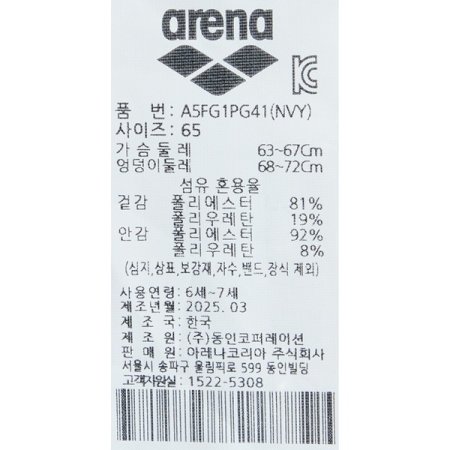 arena
품 번: A5FG1PG41(NVY)
사이즈: 65
가슴둘레 63~67Cm
엉덩이둘레 68~72Cm
섬유 혼용율
겉감 폴리에스터 81%
폴리우레탄 19%
안감 폴리에스터 92%
폴리우레탄 8%
(심지,상표,보강재,자수,밴드,장식 제외)
사용연령: 6세~7세
제조년월: 2025. 03
제 조 국: 한국
제 조 원: (주)동인코퍼레이션
판 매 원: 아레나코리아 주식회사
서울시 송파구 올림픽로 599 동인빌딩
고객지원실: 1522-5308